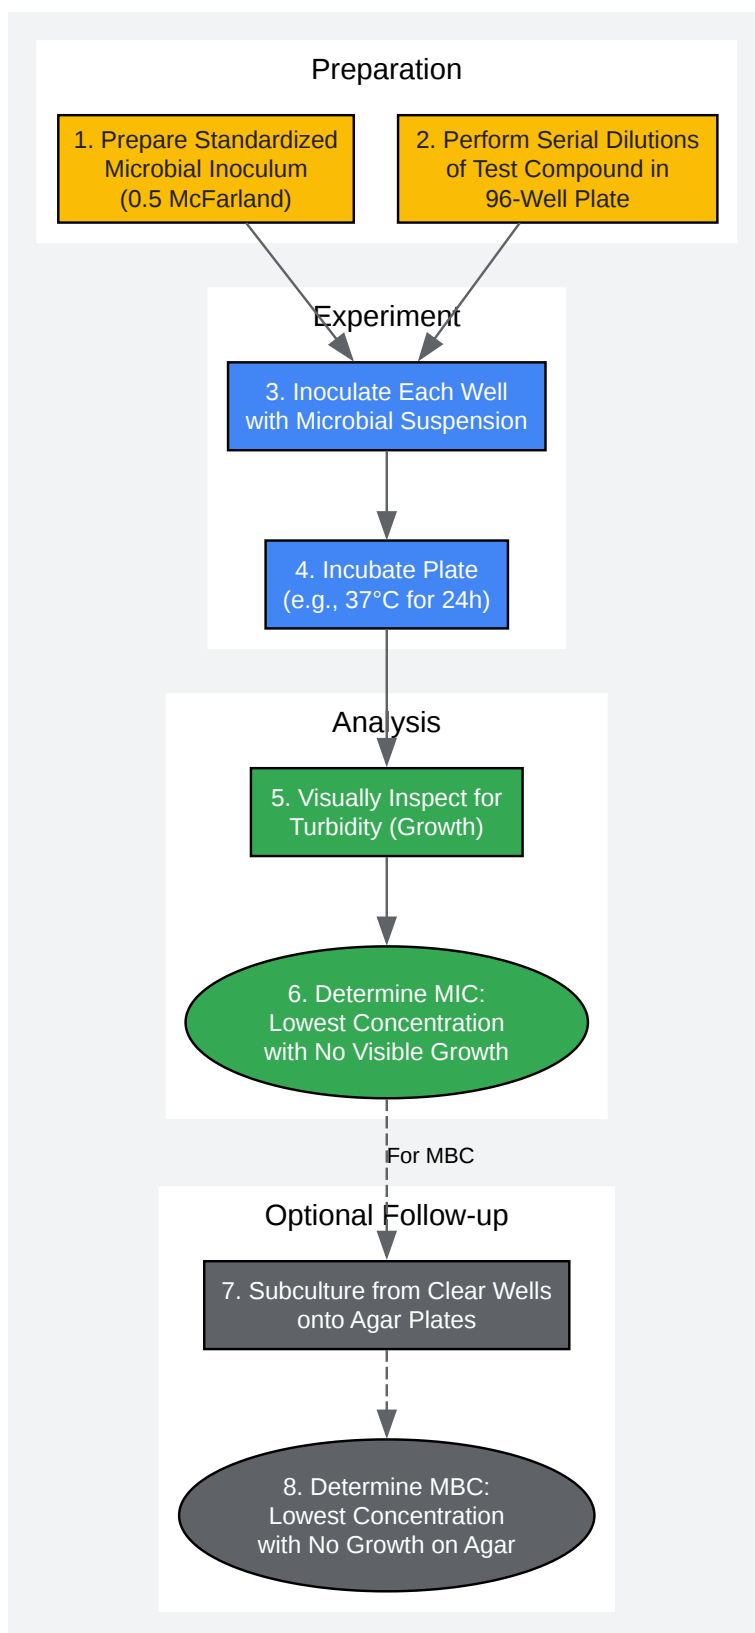 Preparation
1. Prepare Standardized
Microbial Inoculum
(0.5 McFarland)
2. Perform Serial Dilutions
of Test Compound in
96-Well Plate
Experiment
3. Inoculate Each Well
with Microbial Suspension
4. Incubate Plate
(e.g., 37°C for 24h)
Analysis
5. Visually Inspect for
Turbidity (Growth)
6. Determine MIC:
Lowest Concentration
with No Visible Growth
For MBC
Optional Follow-up
7. Subculture from Clear Wells
onto Agar Plates
8. Determine MBC:
Lowest Concentration
with No Growth on Agar